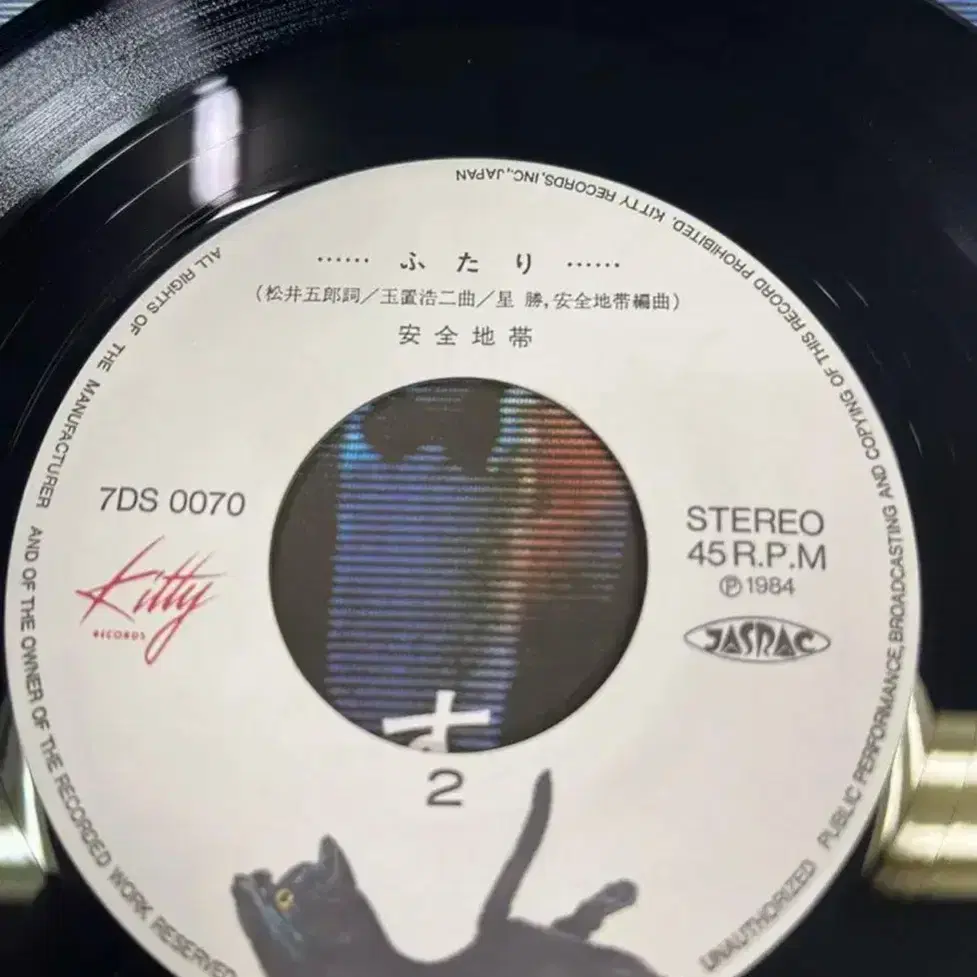 …… ふたり ……
(松井五郎詞/玉置浩二曲/星 勝,安全地帯編曲)
安全地帯
7DS 0070
Kitty
RECORDS
STEREO
45 R.P.M
Ⓟ1984
JASRAC
す
2
ALL RIGHTS OF THE MANUFACTURER AND OF THE OWNER OF THE RECORDED WORK RESERVED
UNAUTHORIZED PUBLIC PERFORMANCE, BROADCASTING AND COPYING OF THIS RECORD PROHIBITED. KITTY RECORDS, INC., JAPAN